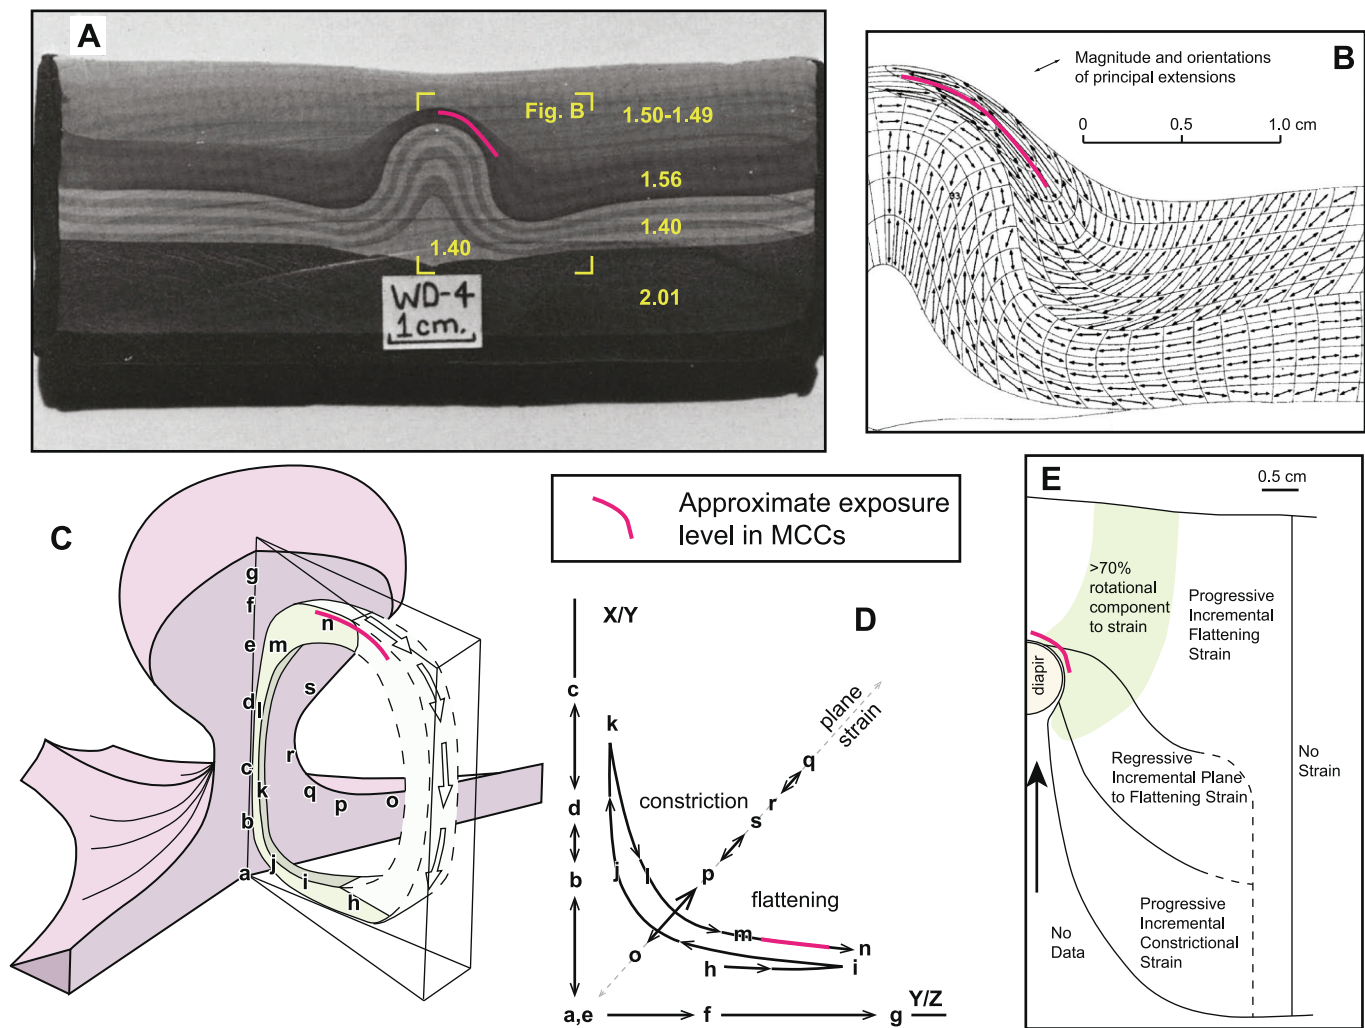 A
Fig. B
1.50-1.49
1.56
1.40
1.40
2.01
WD-4
1cm.
B
Magnitude and orientations
of principal extensions
0
0.5
1.0 cm
C
g
f
e
d
c
b
a
n
m
l
k
j
i
h
s
r
q
p
o
Approximate exposure
level in MCCs
D
X/Y
c
d
b
a,e
f
g
Y/Z
k
j
l
m
n
h
i
o
p
s
r
q
constriction
flattening
plane
strain
E
0.5 cm
>70%
rotational
component
to strain
Progressive
Incremental
Flattening
Strain
diapir
Regressive
Incremental Plane
to Flattening Strain
No
Strain
Progressive
Incremental
Constrictional
Strain
No
Data